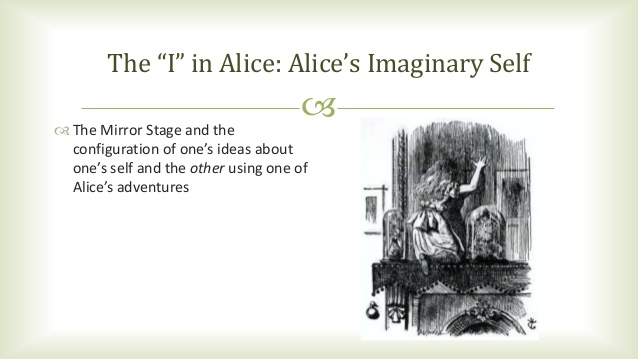 The “I” in Alice: Alice’s Imaginary Self
The Mirror Stage and the
configuration of one’s ideas about
one’s self and the other using one of
Alice’s adventures